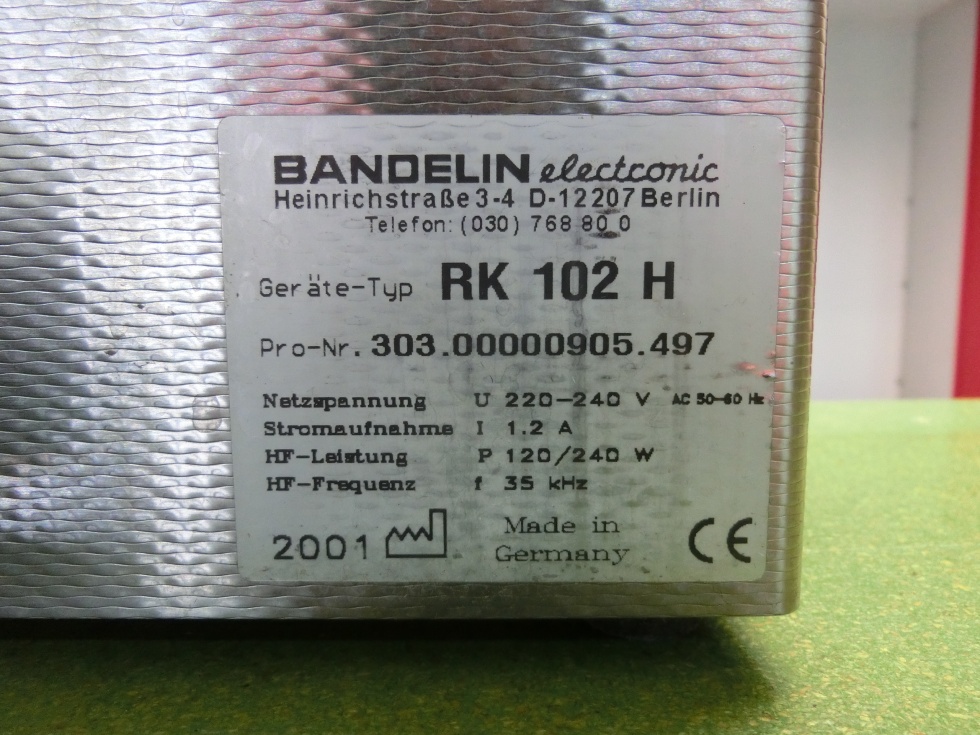 BANDELIN electronic
Heinrichstraße 3-4 D-12207 Berlin
Telefon: (030) 768 80 0
Geräte-Typ RK 102 H
Pro-Nr. 303.00000905.497
Netzspannung U 220-240 V AC 50-60 Hz
Stromaufnahme I 1.2 A
HF-Leistung P 120/240 W
HF-Frequenz f 35 kHz
2001 Made in
Germany CE